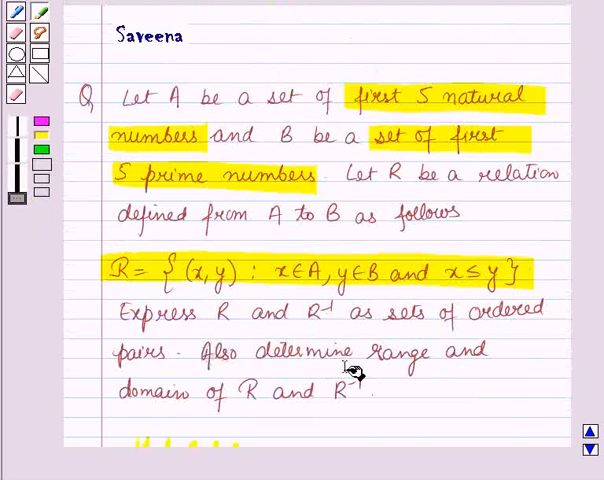 Saveena
Q, Let A be a set of first 5 natural
numbers and B be a set of first
5 prime numbers. Let R be a relation
defined from A to B as follows
R = { (x, y) : x ∈ A, y ∈ B and x ≤ y }
Express R and R⁻¹ as sets of ordered
pairs. Also determine range and
domain of R and R⁻¹.